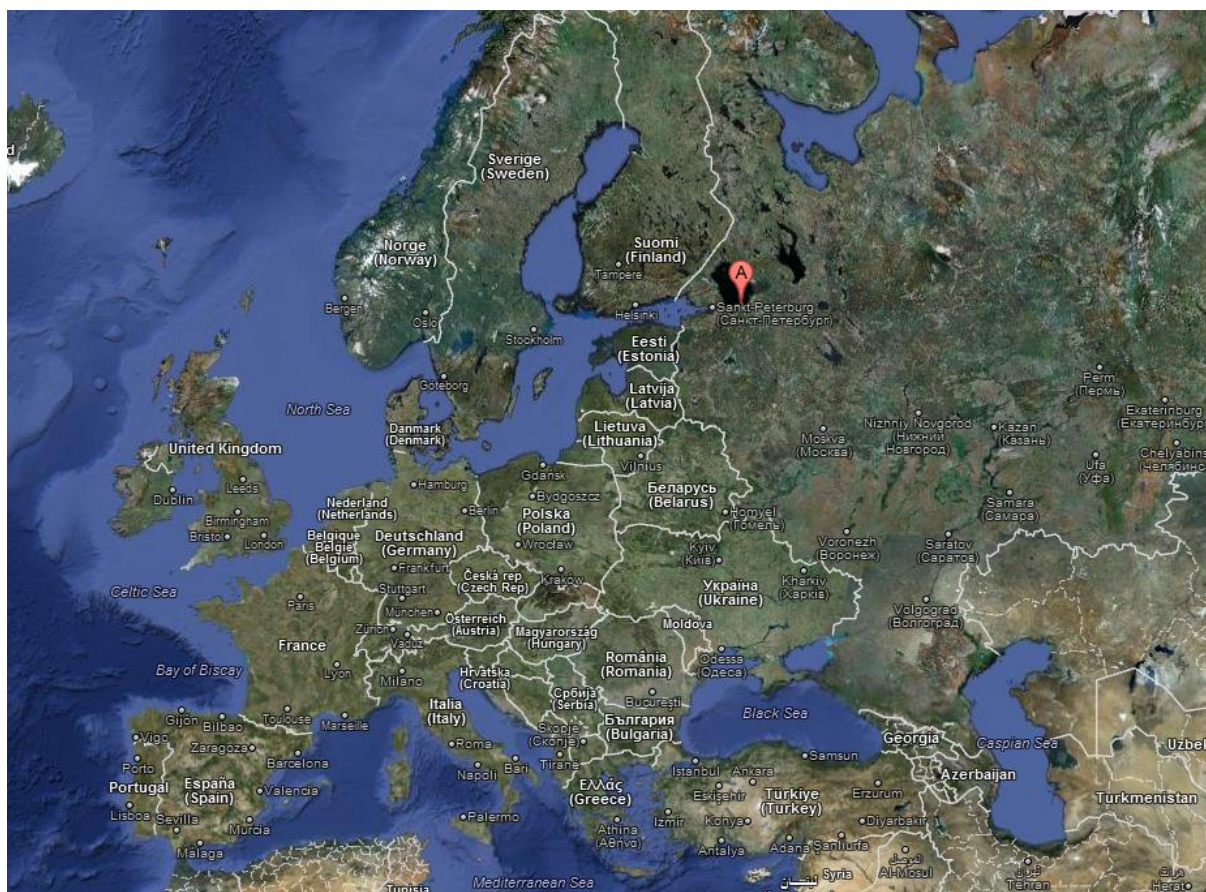 d
Sverige
(Sweden)
Norge
(Norway)
Suomi
(Finland)
Tampere
A
Bergen
Oslo
Helsinki
Sankt-Peterburg
(Санкт-Петербург)
Stockholm
Eesti
(Estonia)
Göteborg
Latvija
(Latvia)
Perm
(Пермь)
North Sea
Danmark
(Denmark)
Lietuva
(Lithuania)
Moskva
(Москва)
Nizhniy Novgorod
(Нижний
Новгород)
Kazan
(Казань)
Ekaterinburg
(Екатеринбург
United Kingdom
Vilnius
Chelyabins
(Челябинс
Ufa
(Уфа)
Gdańsk
Leeds
Dublin
Hamburg
Nederland
(Netherlands)
Berlin
Bydgoszcz
Polska
(Poland)
Беларусь
(Belarus)
Homyel
(Гомель)
Samara
(Самара)
Birmingham
Bristol
London
Belgique
België
(Belgium)
Deutschland
(Germany)
Wrocław
Voronezh
(Воронеж)
Saratov
(Саратов)
Kyiv
(Київ)
Frankfurt
Česká rep
(Czech Rep)
Kraków
Україна
(Ukraine)
Kharkiv
(Харків)
Celtic Sea
Paris
Stuttgart
München
Österreich
(Austria)
Volgograd
(Волгоград)
Zürich
Vaduz
Magyarország
(Hungary)
Moldova
France
Bay of Biscay
Lyon
Milano
Hrvatska
(Croatia)
România
(Romania)
Odessa
(Одеса)
Србија
(Serbia)
București
Italia
(Italy)
Gijón
Bilbao
Toulouse
Marseille
Black Sea
България
(Bulgaria)
Vigo
Zaragoza
Barcelona
Roma
Skopje
(Скопје)
Georgia
Caspian Sea
Uzbek
Porto
Napoli
Bari
Tiranë
Istanbul
Ankara
Samsun
Azerbaijan
Portugal
España
(Spain)
Valencia
Ελλάς
(Greece)
Eskişehir
Türkiye
(Turkey)
Erzurum
Turkmenistan
Lisboa
Sevilla
Murcia
Palermo
Athina
(Αθήνα)
Izmir
Konya
Diyarbakır
Málaga
Antalya
Adana
Şanlıurfa
الموصل
Al-Mosul
Tunisia
Mediterranean Sea
لبنان
Syria
تهران
Tehran
هرات
Herat